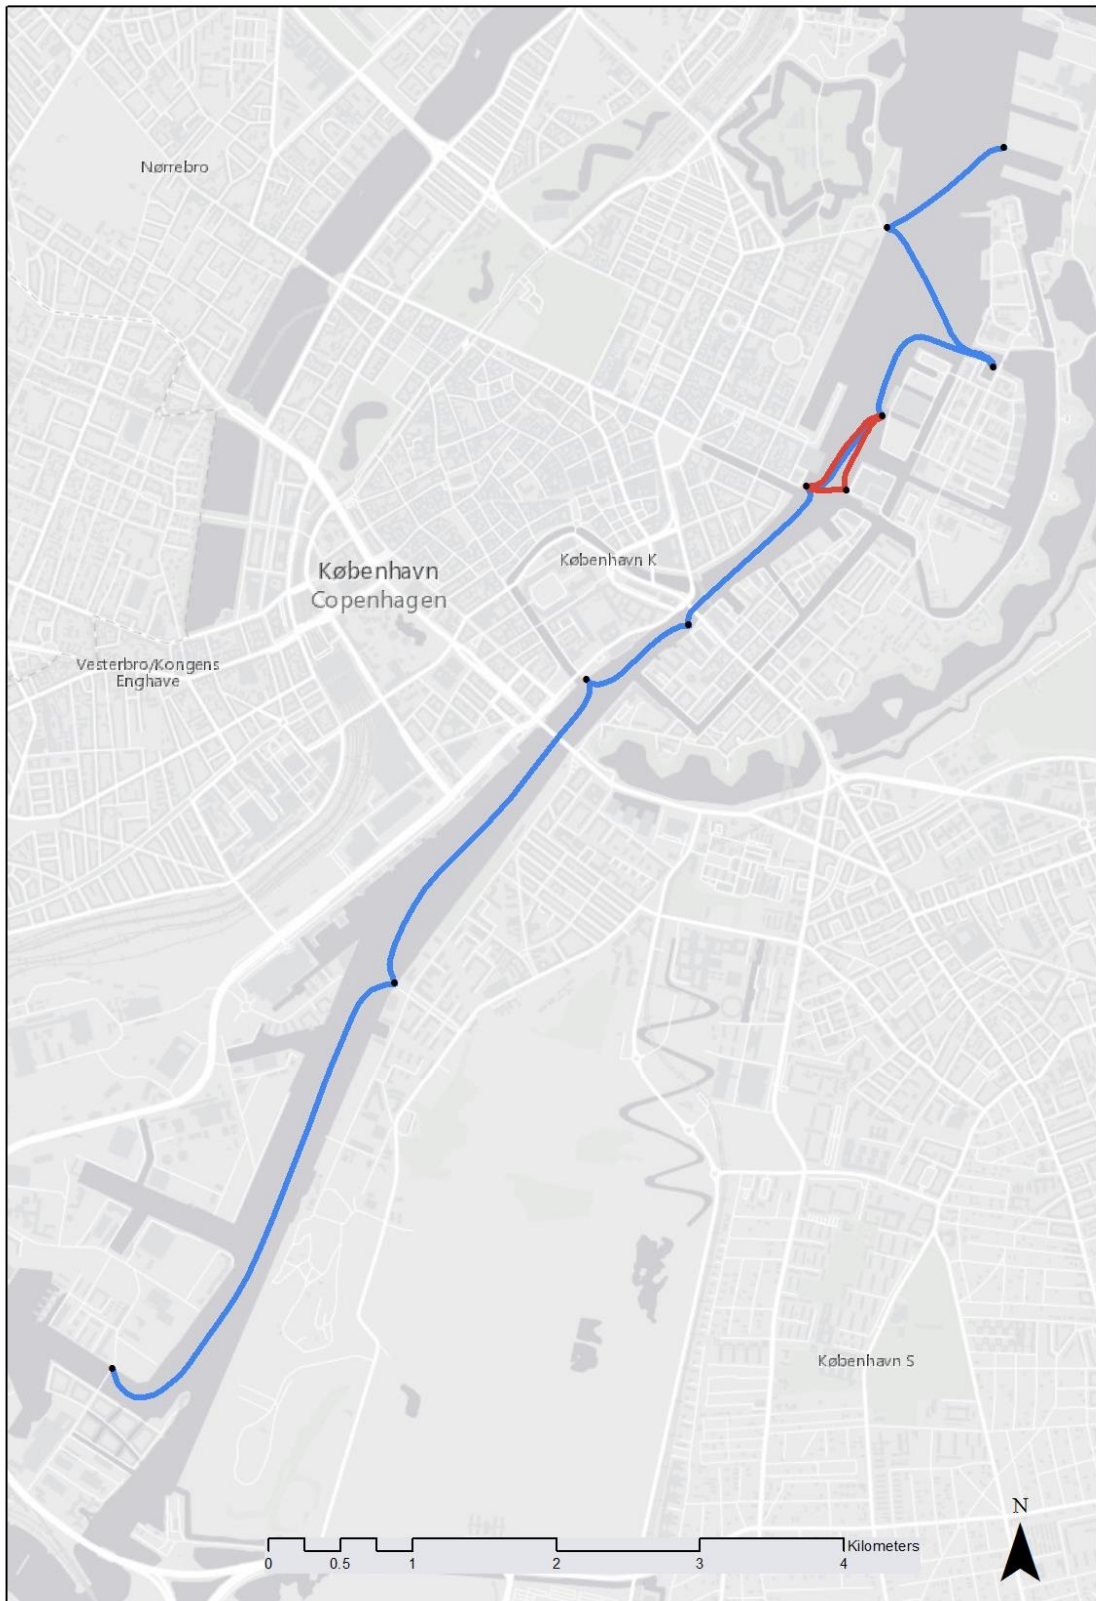 Nørrebro
København K
København
Copenhagen
Vesterbro/Kongens
Enghave
København S
N
Kilometers
0 0.5 1 2 3 4